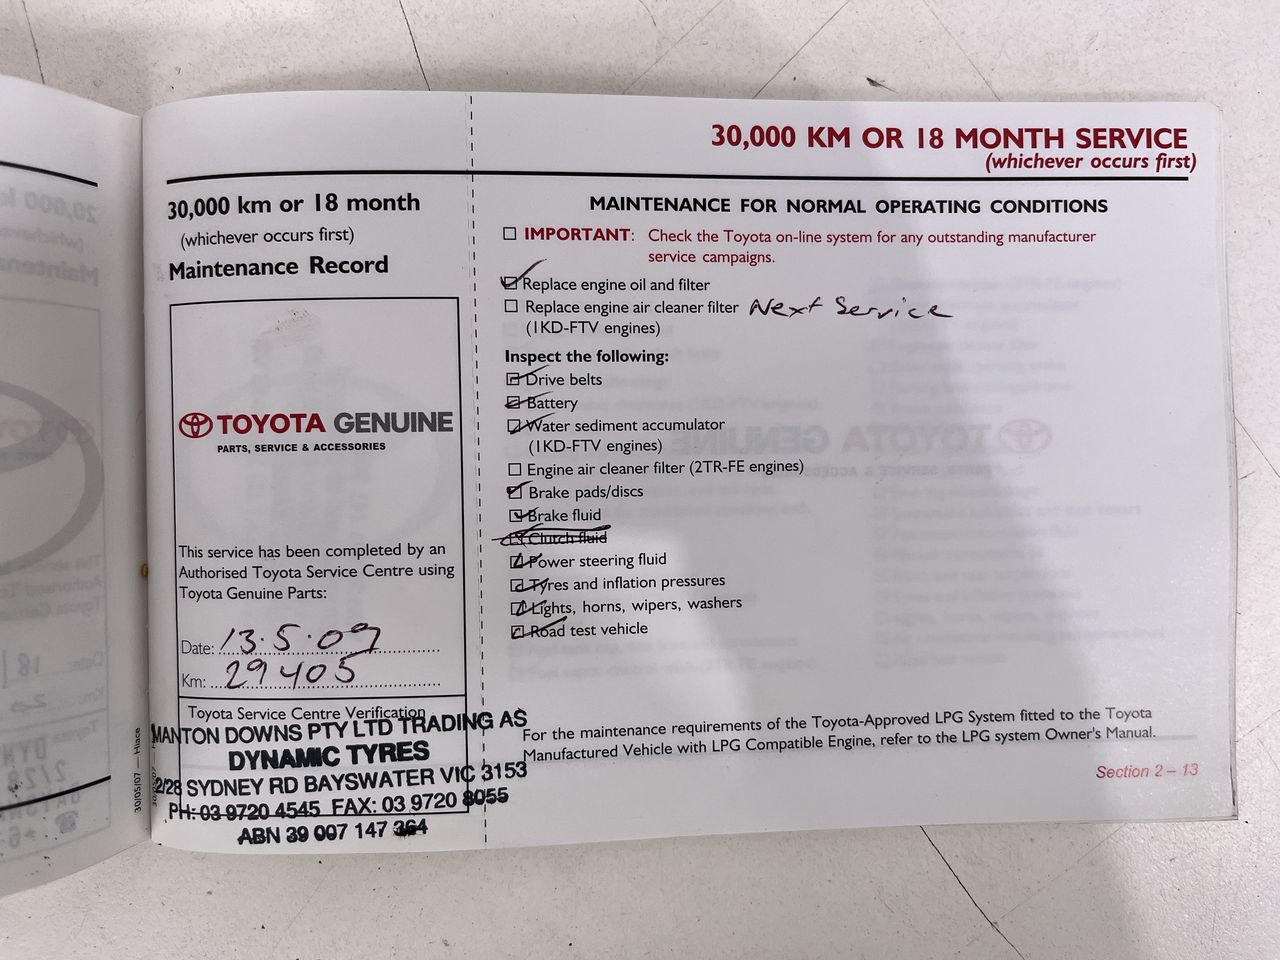 30,000 KM OR 18 MONTH SERVICE
(whichever occurs first)
30,000 km or 18 month
(whichever occurs first)
Maintenance Record
TOYOTA GENUINE
PARTS, SERVICE & ACCESSORIES
This service has been completed by an
Authorised Toyota Service Centre using
Toyota Genuine Parts:
Date: 13.5.09
Km: 29405
Toyota Service Centre Verification
MANTON DOWNS PTY LTD TRADING AS
DYNAMIC TYRES
2/28 SYDNEY RD BAYSWATER VIC 3153
PH: 03 9720 4545 FAX: 03 9720 8055
ABN 39 007 147 364
30/05/07 — Hiace
MAINTENANCE FOR NORMAL OPERATING CONDITIONS
IMPORTANT: Check the Toyota on-line system for any outstanding manufacturer
service campaigns.
Replace engine oil and filter
Replace engine air cleaner filter Next Service
(1KD-FTV engines)
Inspect the following:
Drive belts
Battery
Water sediment accumulator
(1KD-FTV engines)
Engine air cleaner filter (2TR-FE engines)
Brake pads/discs
Brake fluid
Clutch fluid
Power steering fluid
Tyres and inflation pressures
Lights, horns, wipers, washers
Road test vehicle
For the maintenance requirements of the Toyota-Approved LPG System fitted to the Toyota
Manufactured Vehicle with LPG Compatible Engine, refer to the LPG system Owner's Manual.
Section 2 – 13